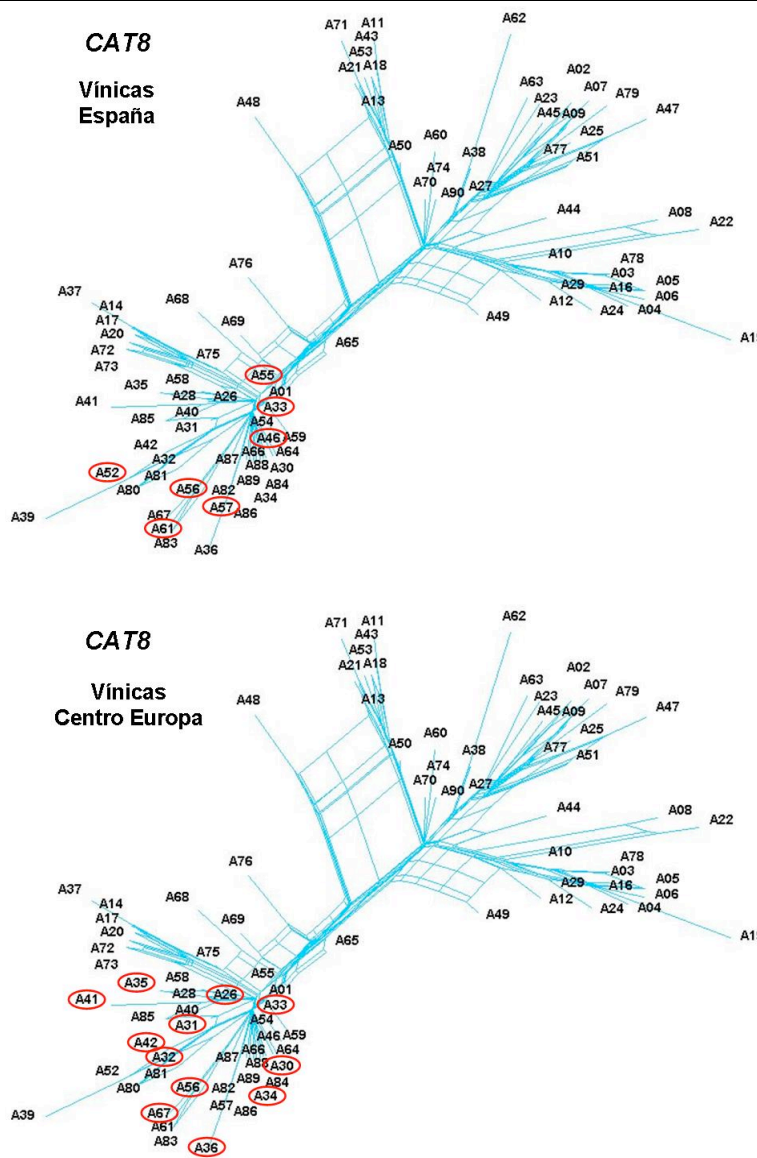 A71 A11
A43
A62
CAT8
A53
A21 A18
A63 A02
A07
Vínicas
España
A48
A13
A23
A79
A45 A09
A47
A60
A25
A50
A38
A77
A74
A51
A70
A27
A90
A44
A08
A22
A76
A10
A78
A03
A05
A29 A16
A06
A37
A14
A68
A12
A24 A04
A49
A15
A17
A69
A20
A65
A72
A75
A73
A55
A58
A35
A01
A28 A26
A41
A33
A40
A85
A54
A31
A46 A59
A42
A66 A64
A32 A87
A88 A30
A52
A81
A89
A80
A56 A82 A84
A34
A57
A39
A67
A86
A61
A83
A36
A71 A11
A43
A62
CAT8
A53
A21 A18
A63 A02
A07
Vínicas
Centro Europa
A48
A13
A23
A79
A45 A09
A47
A60
A25
A50
A38
A77
A74
A51
A70
A27
A90
A44
A08
A22
A76
A10
A78
A03
A05
A29 A16
A06
A37
A14
A68
A12
A24 A04
A49
A17
A69
A20
A65
A72
A75
A73
A55
A58
A35
A01
A28 A26
A41
A33
A40
A85
A54
A31
A46 A59
A42
A66 A64
A32 A87
A88 A30
A52
A81
A89
A80
A56 A82 A84
A34
A57
A39
A67
A86
A61
A83
A36